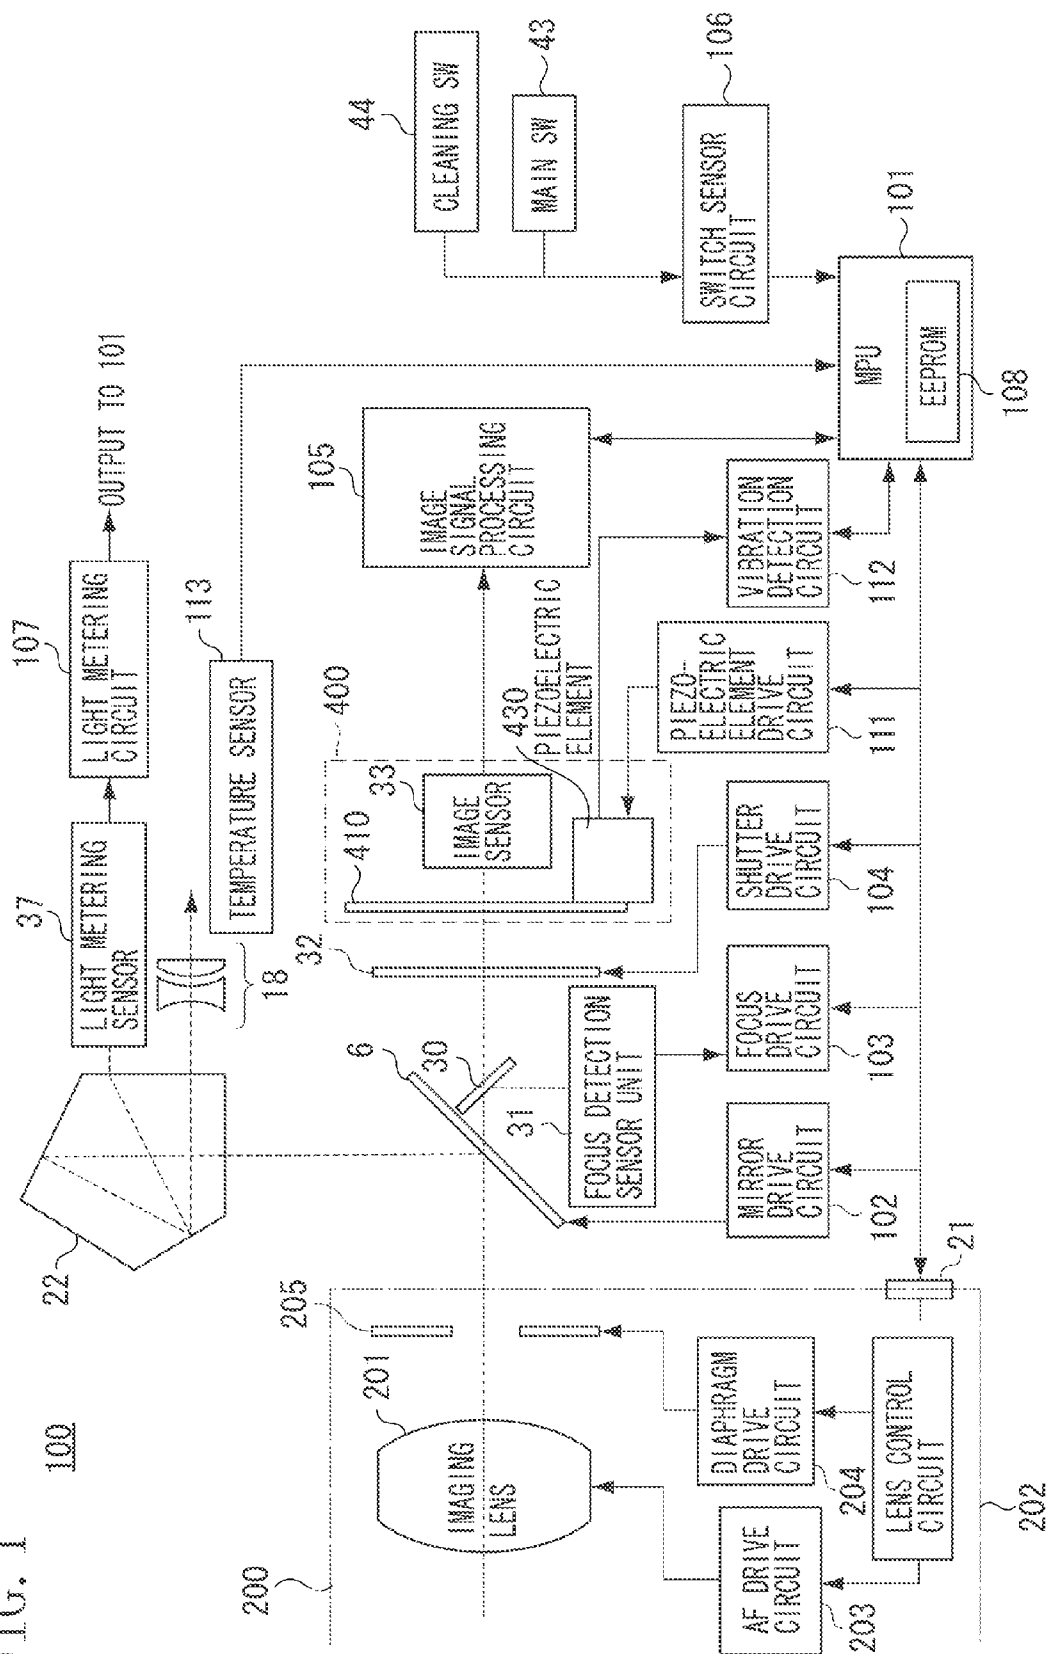 FIG. 1
100
200
201
IMAGING
LENS
205
AF DRIVE
CIRCUIT
203
DIAPHRAGM
DRIVE
CIRCUIT
204
LENS CONTROL
CIRCUIT
202
21
22
37
LIGHT METERING
SENSOR
107
LIGHT METERING
CIRCUIT
OUTPUT TO 101
18
TEMPERATURE SENSOR
113
6
30
31
FOCUS DETECTION
SENSOR UNIT
32
410
33
IMAGE
SENSOR
400
430
PIEZOELECTRIC
ELEMENT
105
IMAGE
SIGNAL
PROCESSING
CIRCUIT
44
CLEANING SW
43
MAIN SW
106
SWITCH SENSOR
CIRCUIT
MIRROR
DRIVE
CIRCUIT
102
FOCUS
DRIVE
CIRCUIT
103
SHUTTER
DRIVE
CIRCUIT
104
PIEZO-
ELECTRIC
ELEMENT
DRIVE
CIRCUIT
111
VIBRATION
DETECTION
CIRCUIT
112
101
MPU
EEPROM
108